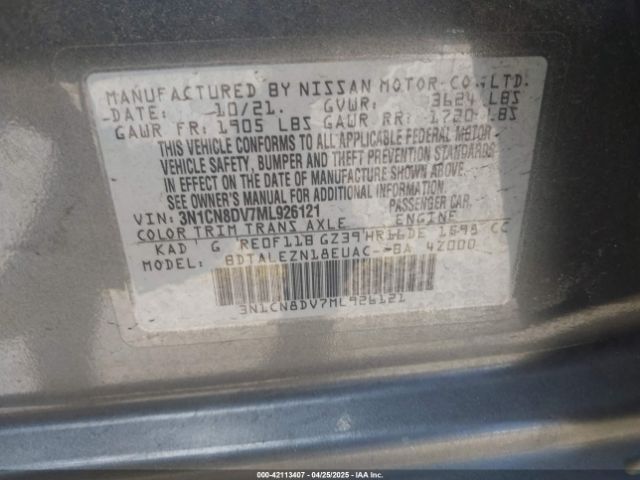 MANUFACTURED BY NISSAN MOTOR CO., LTD.
DATE: 10/21. GVWR: 3624 LBS
GAWR FR: 1905 LBS GAWR RR: 1720 LBS
THIS VEHICLE CONFORMS TO ALL APPLICABLE FEDERAL MOTOR
VEHICLE SAFETY, BUMPER AND THEFT PREVENTION STANDARDS
IN EFFECT ON THE DATE OF MANUFACTURE SHOWN ABOVE.
SEE OWNER'S MANUAL FOR ADDITIONAL INFORMATION.
VIN: 3N1CN8DV7ML926121 PASSENGER CAR
COLOR TRIM TRANS AXLE ENGINE
KAD G RE0F11B GZ39 HR16DE 1598 CC
MODEL: BDTALEZN18EUAC--BA 4Z000
3N1CN8DV7ML926121
000-42113407 - 04/25/2025 - IAAI.COM